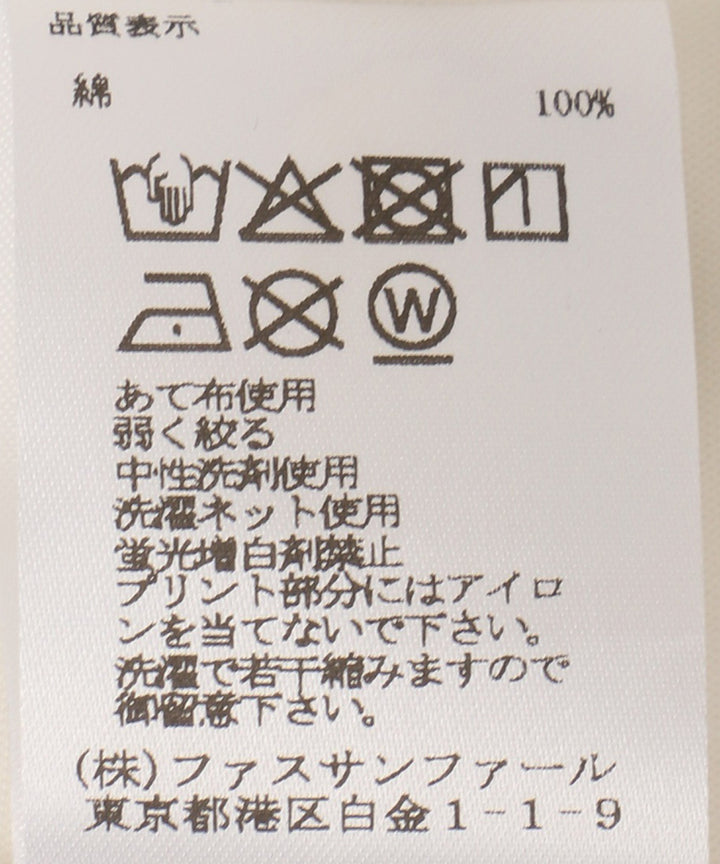 品質表示
綿 100%
W
あて布使用
弱く絞る
中性洗剤使用
洗濯ネット使用
蛍光増白剤禁止
プリント部分にはアイロ
ンを当てないで下さい。
洗濯で若干縮みますので
御留意下さい。
(株)ファスサンファール
東京都港区白金1-1-9